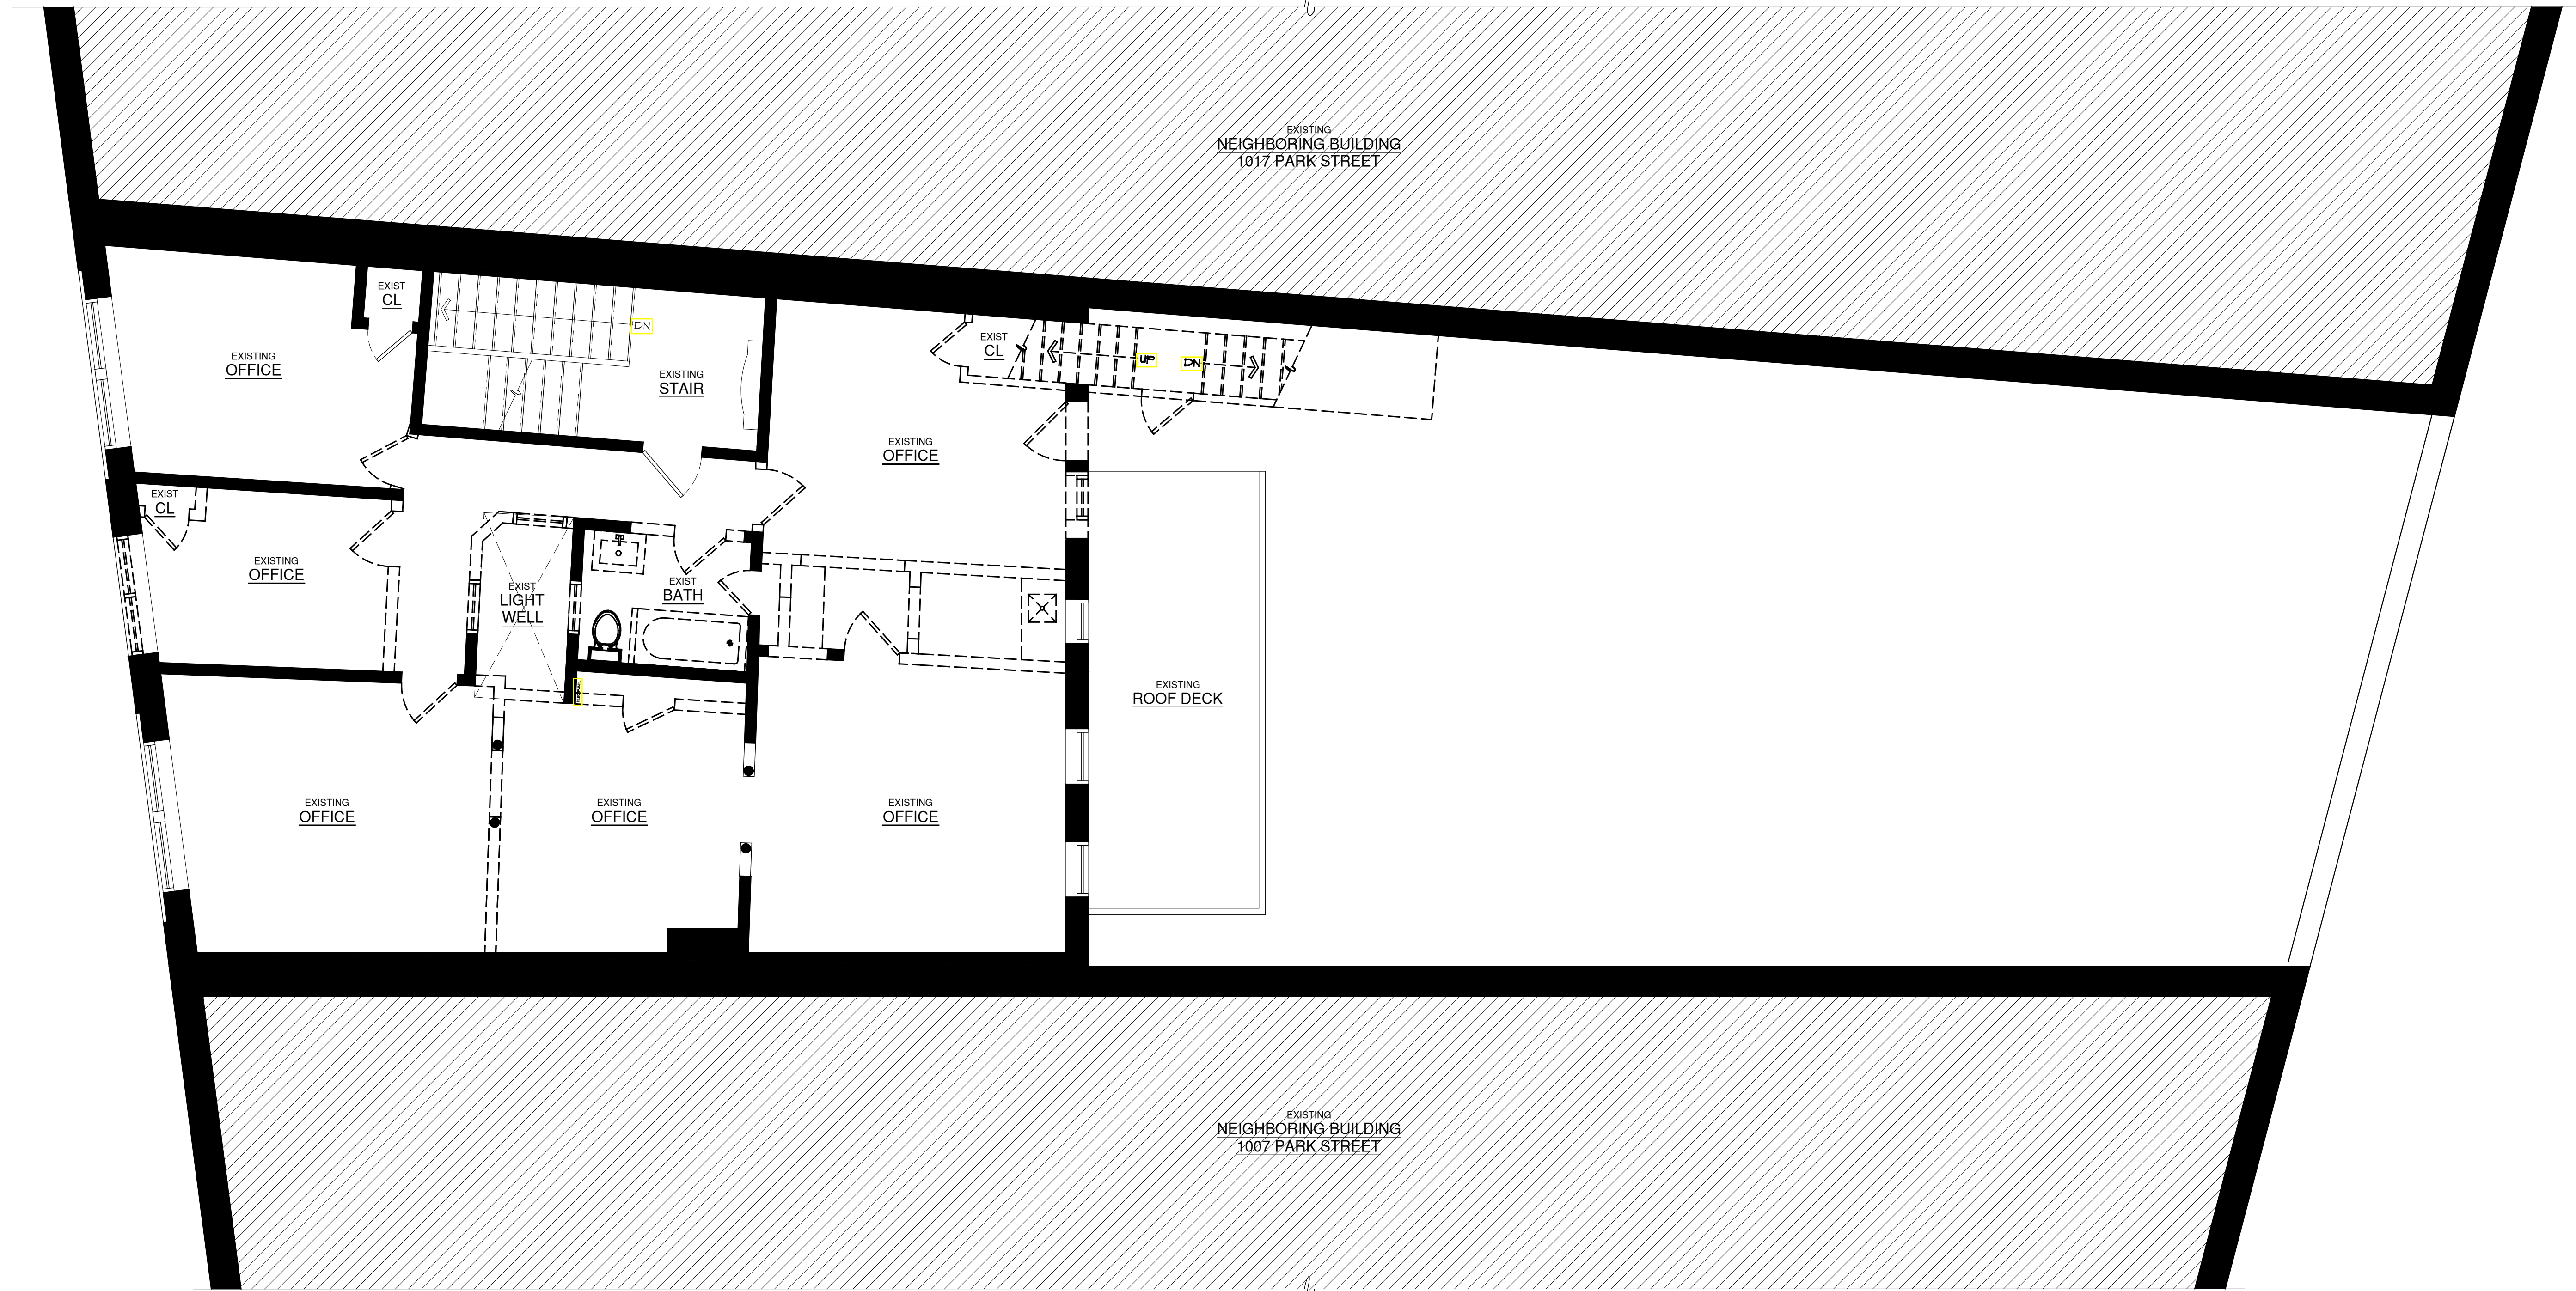 EXISTING
NEIGHBORING BUILDING
1017 PARK STREET
EXIST
CL
DN
EXISTING
OFFICE
EXISTING
STAIR
EXIST
CL
UP
DN
EXISTING
OFFICE
EXIST
CL
EXISTING
OFFICE
EXIST
LIGHT
WELL
EXIST
BATH
EXISTING
ROOF DECK
EXISTING
OFFICE
EXISTING
OFFICE
EXISTING
OFFICE
EXISTING
NEIGHBORING BUILDING
1007 PARK STREET